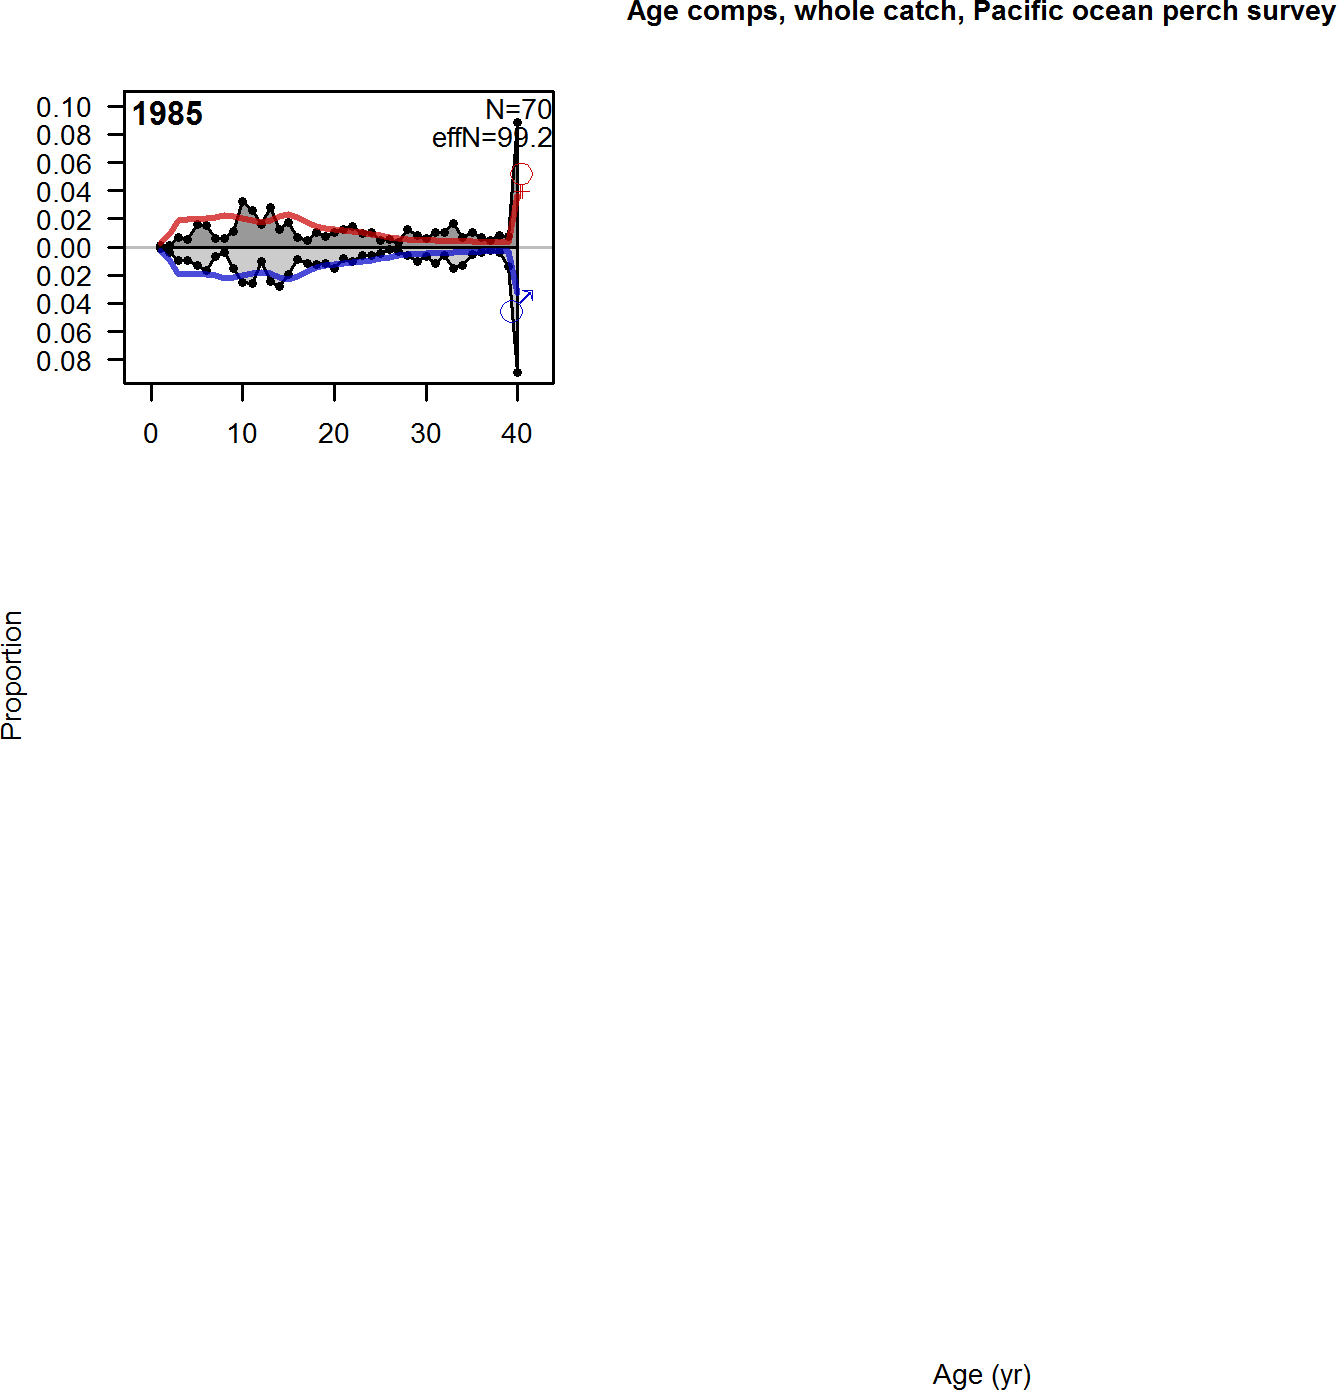 Age comps, whole catch, Pacific ocean perch survey
1985
N=70
effN=99.2
0.10
0.08
0.06
0.04
0.02
0.00
0.02
0.04
0.06
0.08
♀
♂
0 10 20 30 40
Proportion
Age (yr)